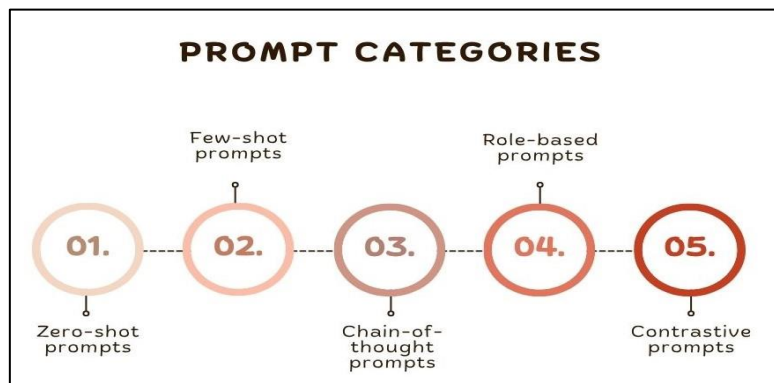 PROMPT CATEGORIES
Few-shot
prompts
Role-based
prompts
01.
02.
03.
04.
05.
Zero-shot
prompts
Chain-of-
thought
prompts
Contrastive
prompts